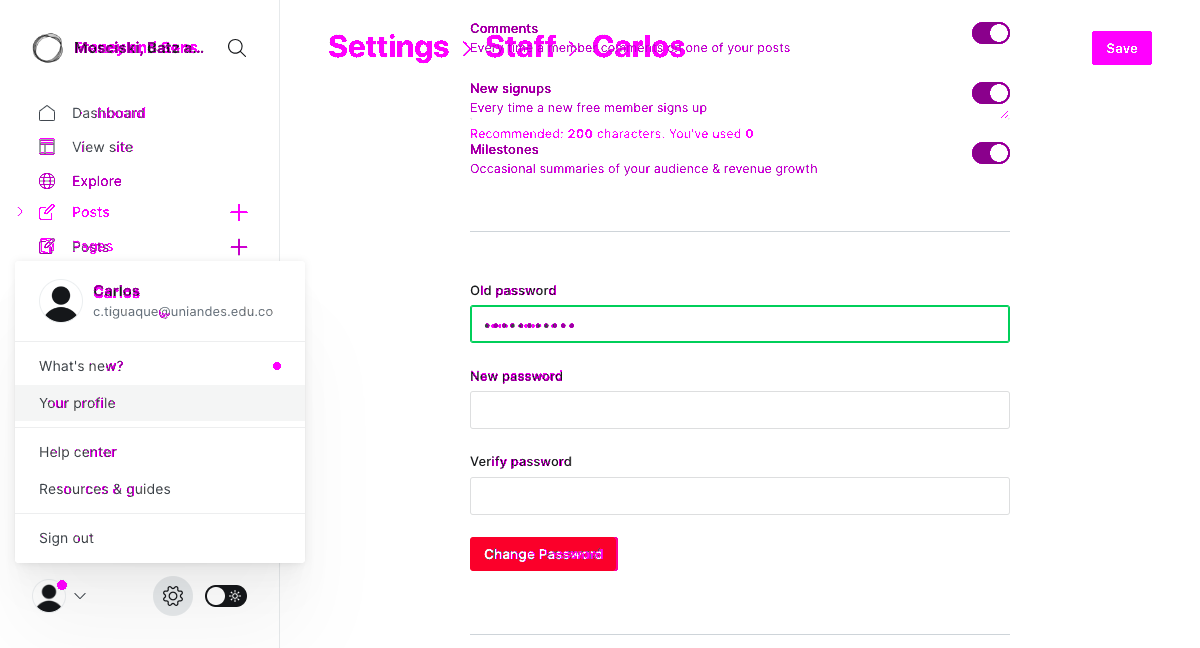 Settings > Staff > Carlos
Save
Dashboard
View site
Explore
Posts
Carlos
c.tiguaque@uniandes.edu.co
What's new?
Your profile
Help center
Resources & guides
Sign out
Comments
Every time a member comments on one of your posts
New signups
Every time a new free member signs up
Recommended: 200 characters. You've used 0
Milestones
Occasional summaries of your audience & revenue growth
Old password
New password
Verify password
Change Password